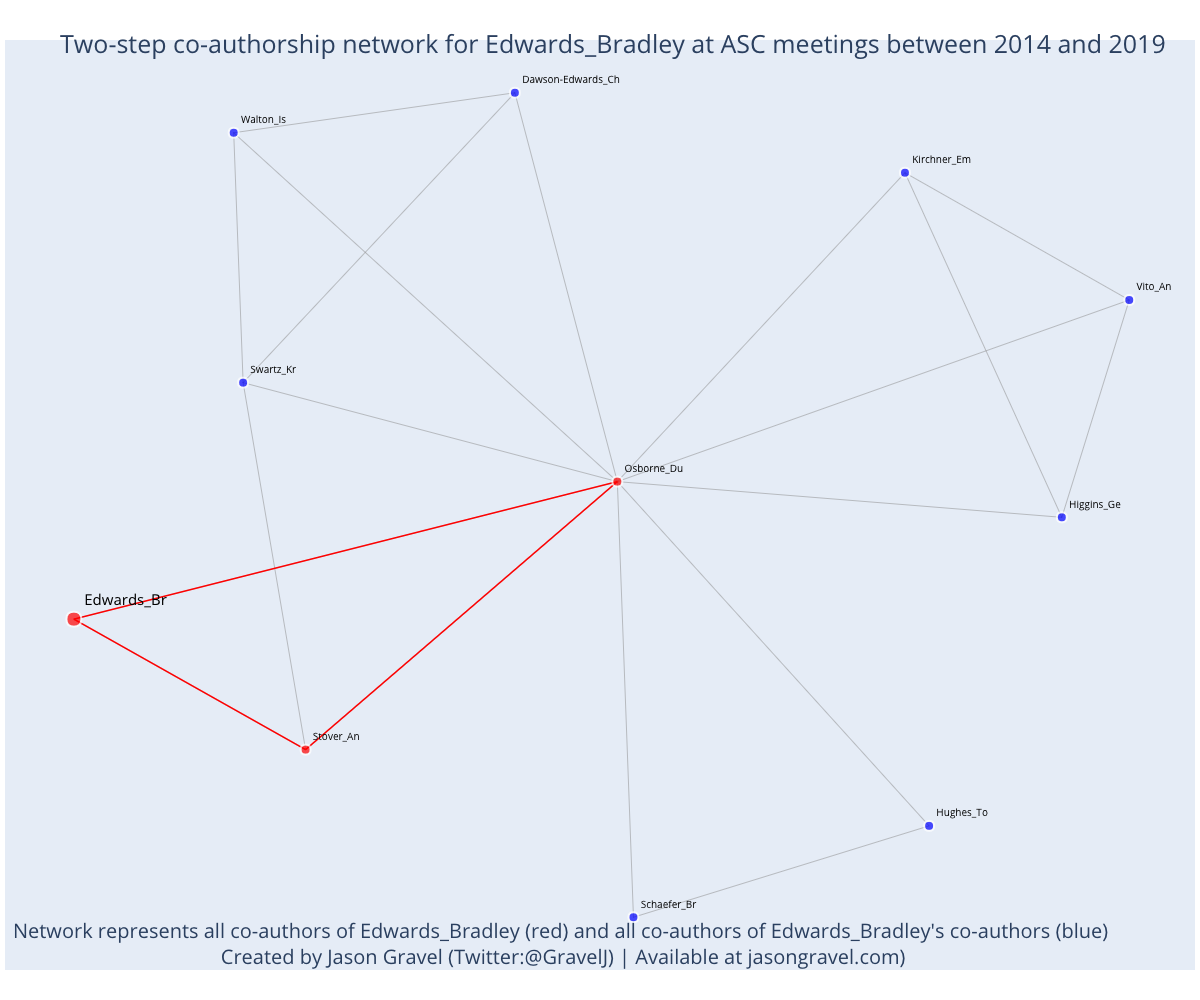 Two-step co-authorship network for Edwards_Bradley at ASC meetings between 2014 and 2019
Dawson-Edwards_Ch
Walton_Is
Kirchner_Em
Vito_An
Swartz_Kr
Osborne_Du
Higgins_Ge
Edwards_Br
Stover_An
Hughes_To
Schaefer_Br
Network represents all co-authors of Edwards_Bradley (red) and all co-authors of Edwards_Bradley's co-authors (blue)
Created by Jason Gravel (Twitter:@GravelJ) | Available at jasongravel.com)